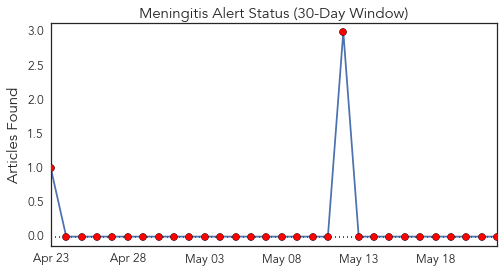 Meningitis Alert Status (30-Day Window)
Articles Found
3.0
2.5
2.0
1.5
1.0
0.5
0.0
Apr 23
Apr 28
May 03
May 08
May 13
May 18